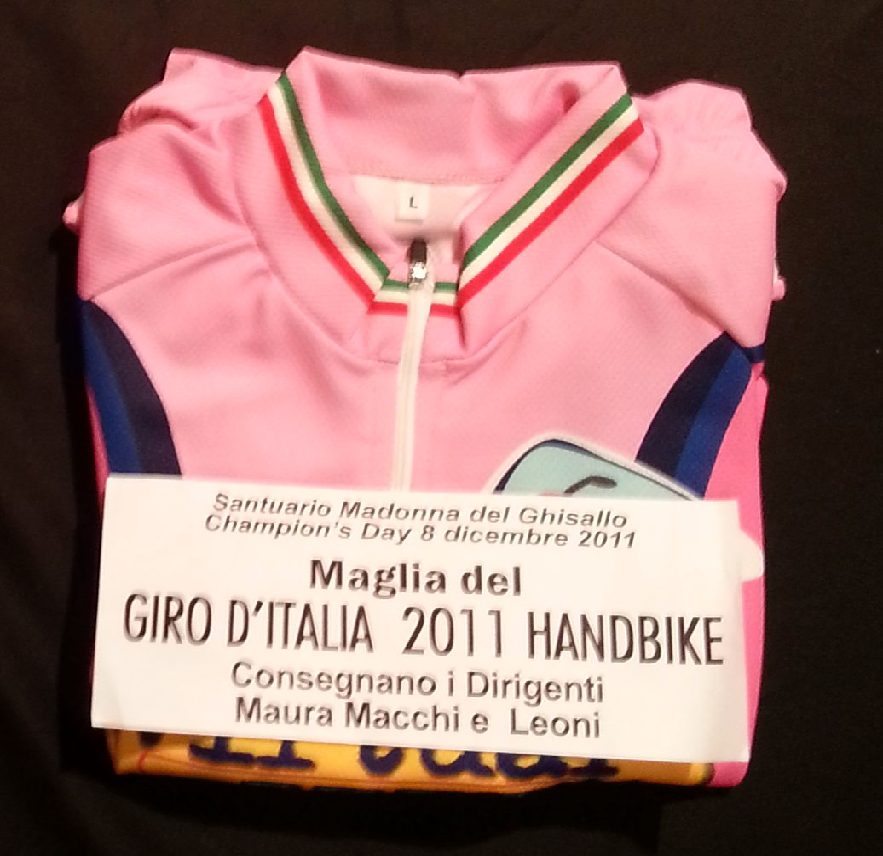 L
Santuario Madonna del Ghisallo
Champion's Day 8 dicembre 2011
Maglia del
GIRO D'ITALIA 2011 HANDBIKE
Consegnano i Dirigenti
Maura Macchi e Leoni